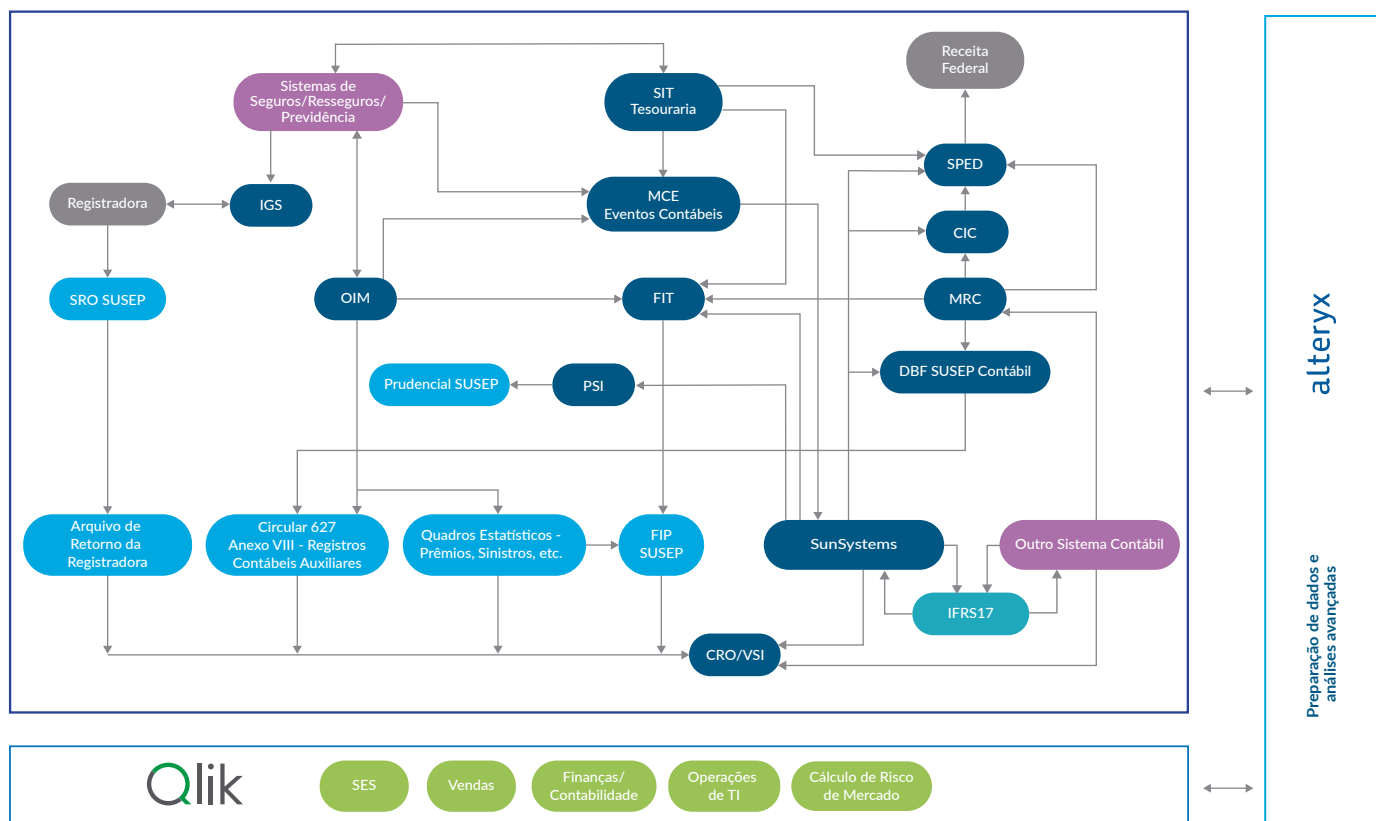 Receita
Federal
Sistemas de
Seguros/Resseguros/
Previdência
SIT
Tesouraria
SPED
Registradora
IGS
MCE
Eventos Contábeis
CIC
SRO SUSEP
OIM
FIT
MRC
Prudencial SUSEP
PSI
DBF SUSEP Contábil
Arquivo de
Retorno da
Registradora
Circular 627
Anexo VIII - Registros
Contábeis Auxiliares
Quadros Estatísticos -
Prêmios, Sinistros, etc.
FIP
SUSEP
SunSystems
Outro Sistema Contábil
IFRS17
CRO/VSI
alteryx
Preparação de dados e
análises avançadas
Qlik
SES
Vendas
Finanças/
Contabilidade
Operações
de TI
Cálculo de Risco
de Mercado